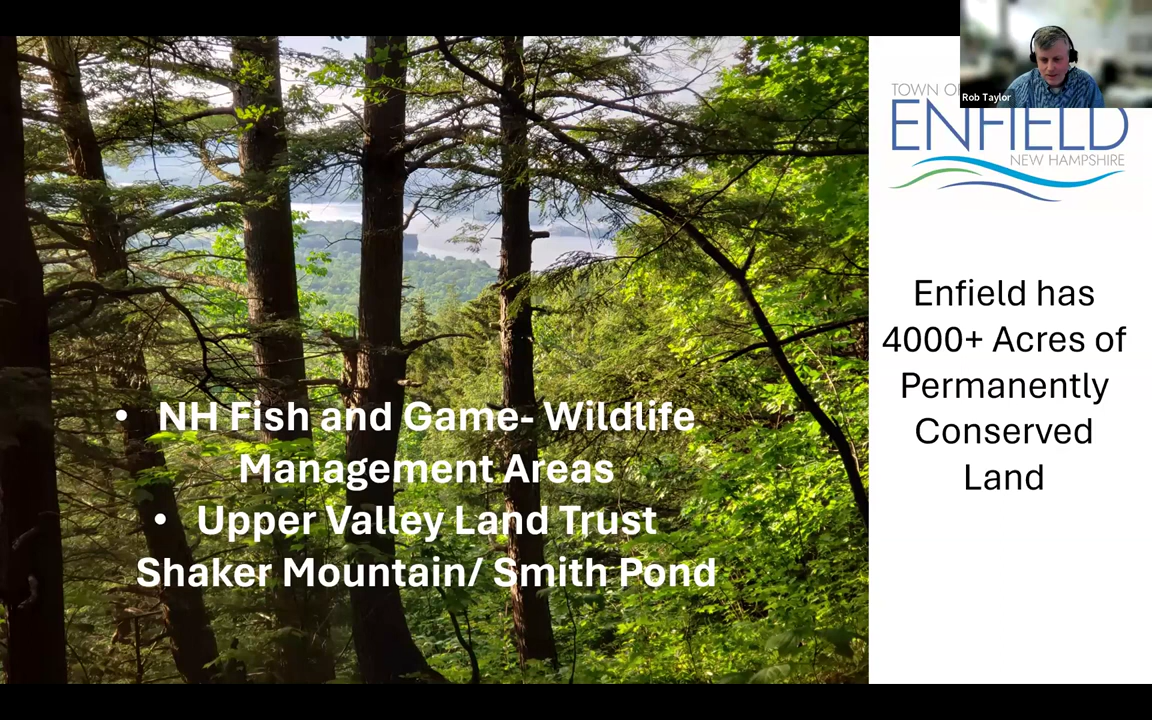 Rob Taylor
TOWN O
ENFIELD
NEW HAMPSHIRE
Enfield has
4000+ Acres of
Permanently
Conserved
Land
• NH Fish and Game- Wildlife
Management Areas
• Upper Valley Land Trust
Shaker Mountain/ Smith Pond